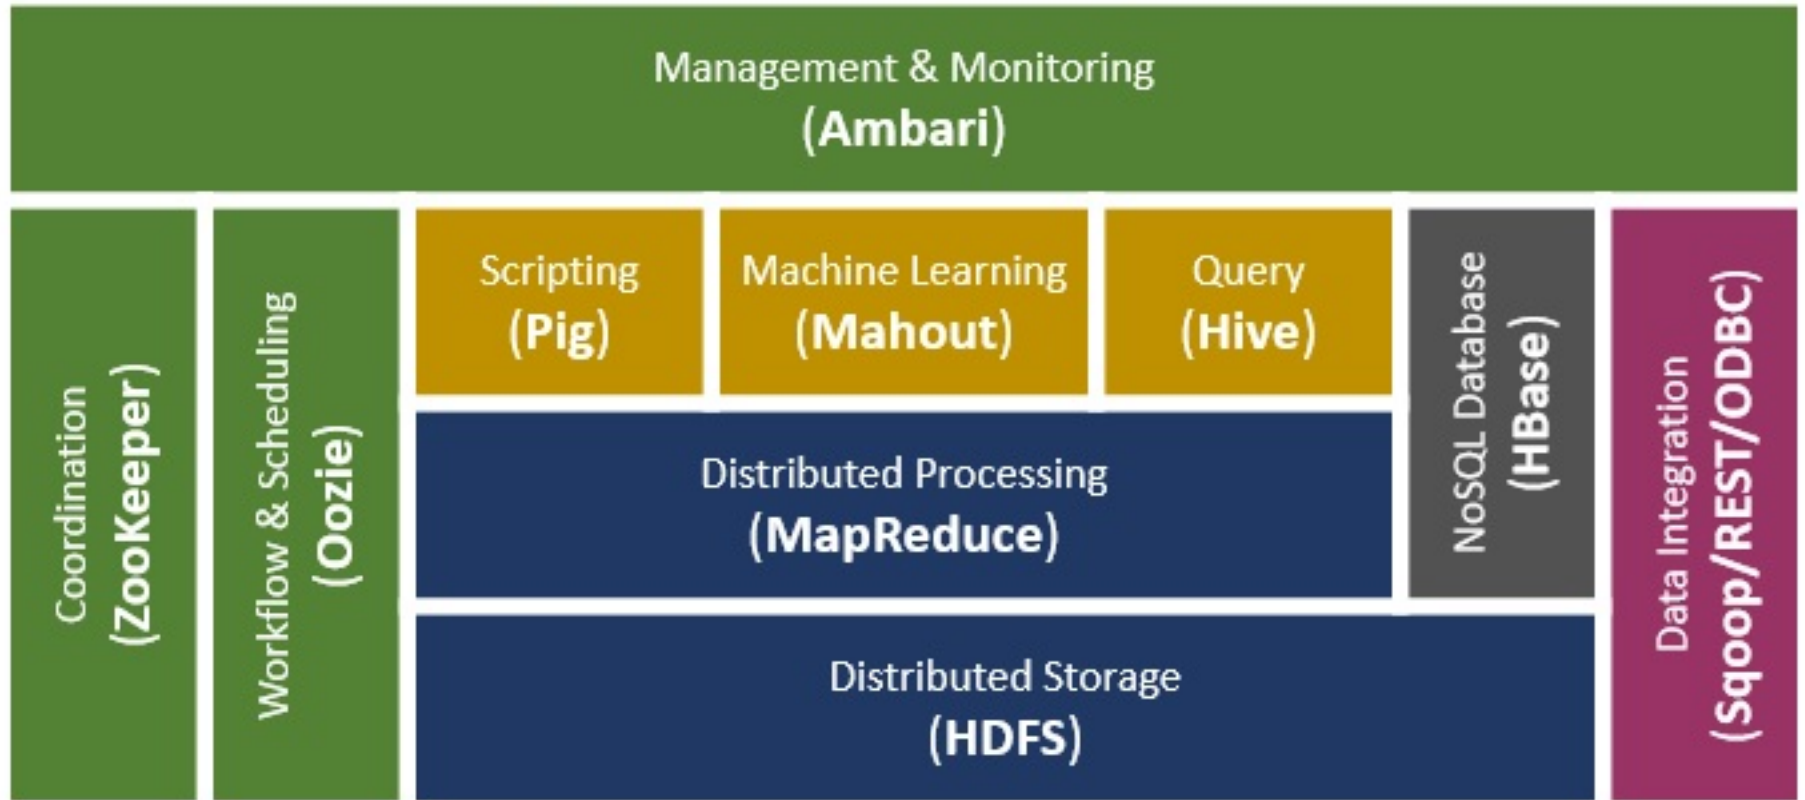 Management & Monitoring
(Ambari)
Coordination
(ZooKeeper)
Workflow & Scheduling
(Oozie)
Scripting
(Pig)
Machine Learning
(Mahout)
Query
(Hive)
NoSQL Database
(HBase)
Data Integration
(Sqoop/REST/ODBC)
Distributed Processing
(MapReduce)
Distributed Storage
(HDFS)